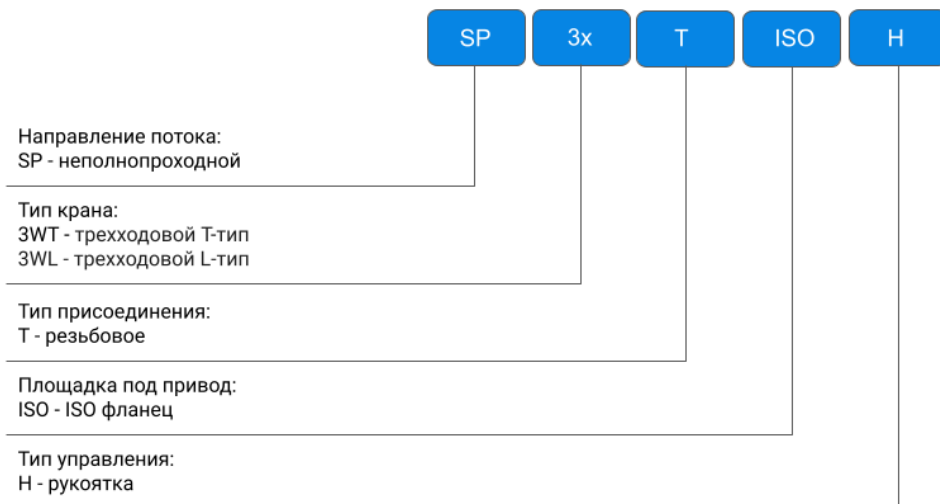 SP 3x T ISO H
Направление потока:
SP - неполнопроходной
Тип крана:
3WT - трехходовой Т-тип
3WL - трехходовой L-тип
Тип присоединения:
Т - резьбовое
Площадка под привод:
ISO - ISO фланец
Тип управления:
Н - рукоятка